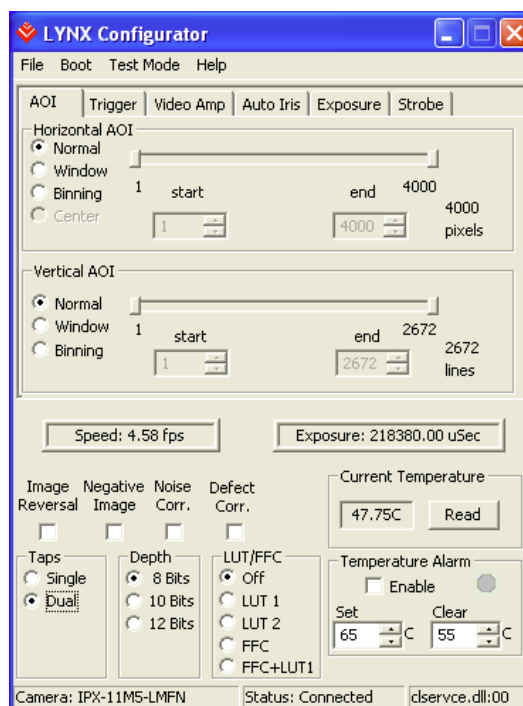 LYNX Configurator
File Boot Test Mode Help
AOI Trigger Video Amp Auto Iris Exposure Strobe
Horizontal AOI
Normal
Window
Binning
Center
1 start end 4000
1 4000 4000 pixels
Vertical AOI
Normal
Window
Binning
1 start end 2672
1 2672 2672 lines
Speed: 4.58 fps Exposure: 218380.00 uSec
Image Reversal
Negative Image
Noise Corr.
Defect Corr.
Current Temperature
47.75C Read
Taps
Single
Dual
Depth
8 Bits
10 Bits
12 Bits
LUT/FFC
Off
LUT 1
LUT 2
FFC
FFC+LUT1
Temperature Alarm
Enable
Set Clear
65 C 55 C
Camera: IPX-11M5-LMFN Status: Connected clservce.dll:00